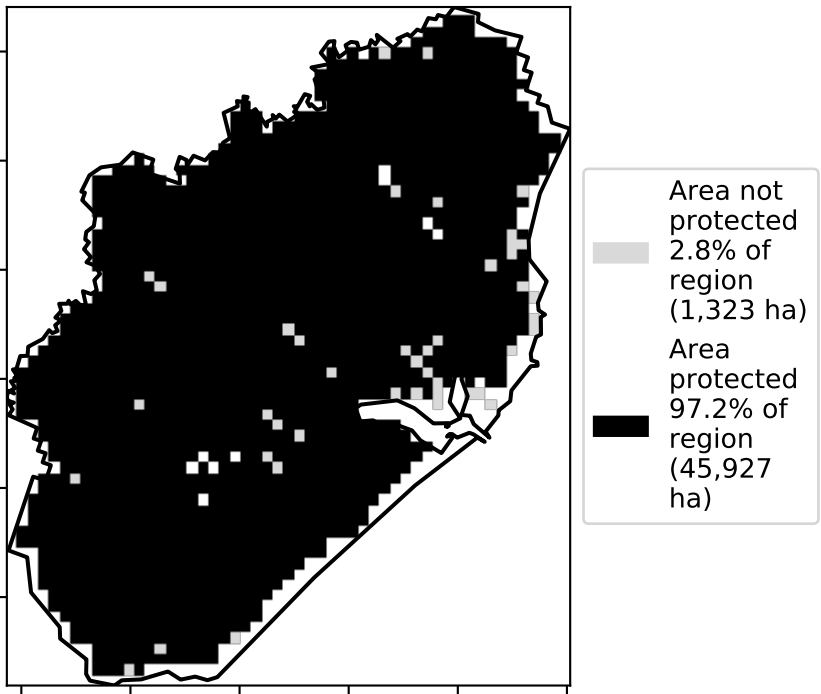 Area not
protected
2.8% of
region
(1,323 ha)
Area
protected
97.2% of
region
(45,927
ha)